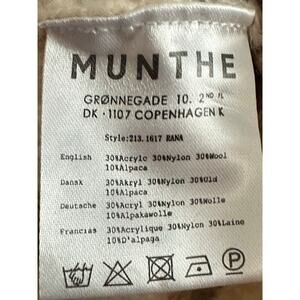 MUNTHE
GRØNNEGADE 10. 2ND FL
DK · 1107 COPENHAGEN K
Style:213.1617 RANA
English 30%Acrylc 30%Nylon 30%Wool
10%Alpaca
Dansk 30%Akryl 30%Nylon 30%Uld
10%Alpaka
Deutsche 30%Acryl 30%Nylon 30%Wolle
10%Alpakawolle
Francias 30%Acrylique 30%Nylon 30%Laine
10%D'alpaga
P